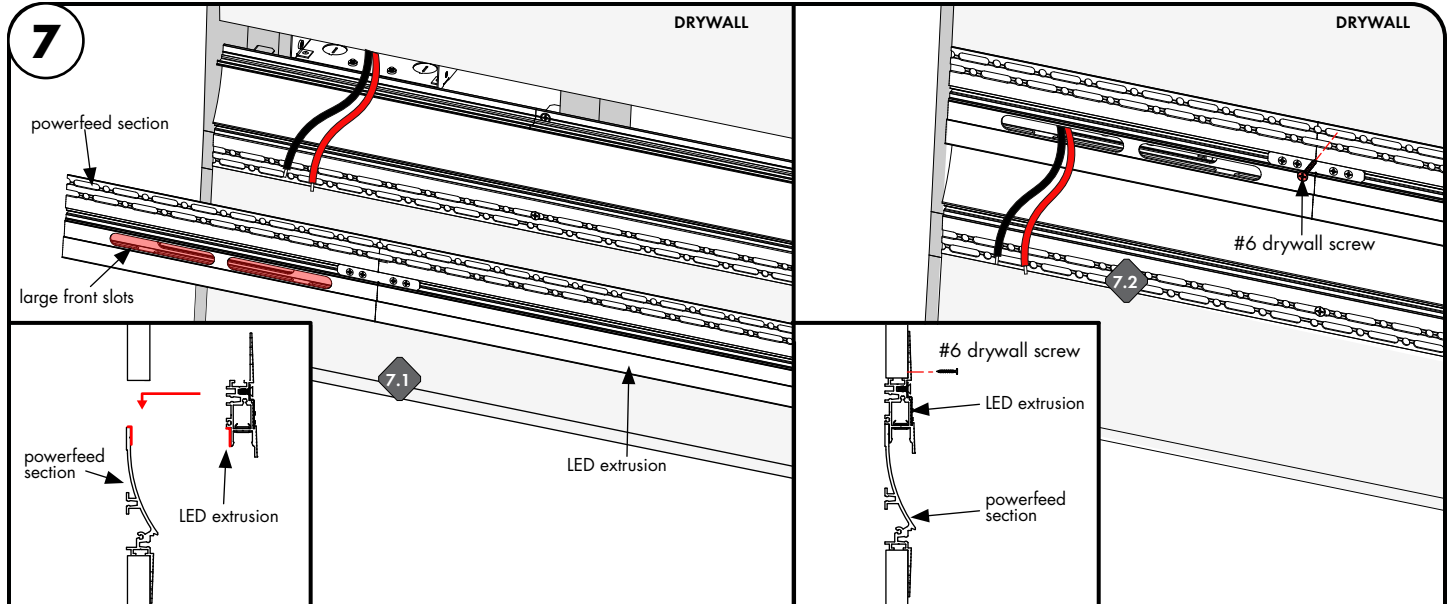 7
DRYWALL
powerfeed section
large front slots
7.1
LED extrusion
powerfeed
section
LED extrusion
DRYWALL
#6 drywall screw
7.2
#6 drywall screw
LED extrusion
powerfeed
section